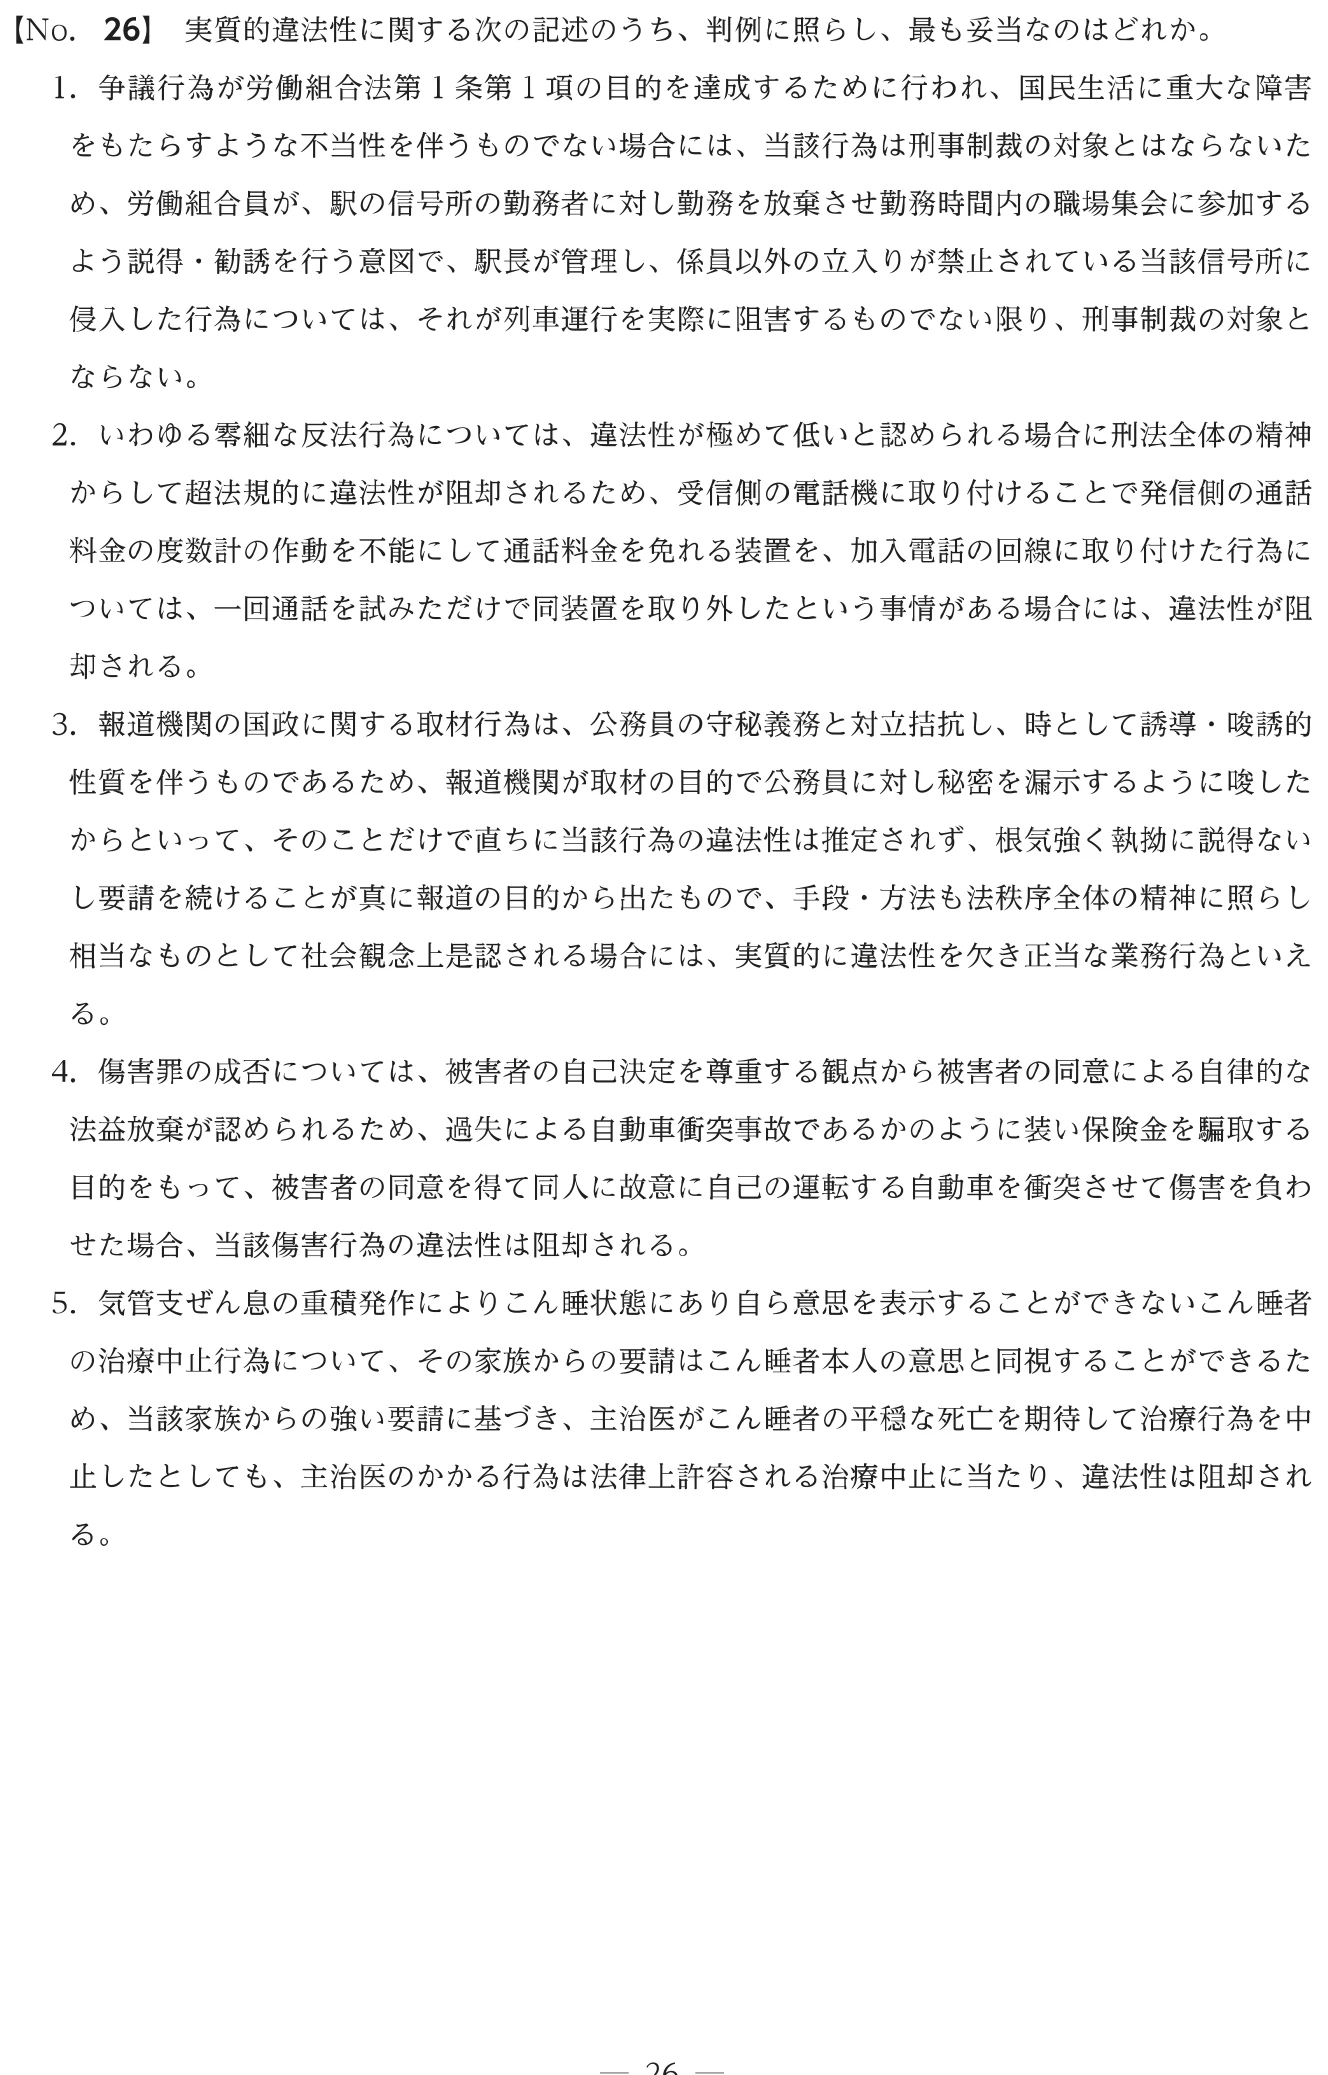 【No. 26】 実質的違法性に関する次の記述のうち、判例に照らし、最も妥当なのはどれか。
1. 争議行為が労働組合法第1条第1項の目的を達成するために行われ、国民生活に重大な障害
をもたらすような不当性を伴うものでない場合には、当該行為は刑事制裁の対象とはならないた
め、労働組合員が、駅の信号所の勤務者に対し勤務を放棄させ勤務時間内の職場集会に参加する
よう説得・勧誘を行う意図で、駅長が管理し、係員以外の立入りが禁止されている当該信号所に
侵入した行為については、それが列車運行を実際に阻害するものでない限り、刑事制裁の対象と
ならない。
2. いわゆる零細な反法行為については、違法性が極めて低いと認められる場合に刑法全体の精神
からして超法規的に違法性が阻却されるため、受信側の電話機に取り付けることで発信側の通話
料金の度数計の作動を不能にして通話料金を免れる装置を、加入電話の回線に取り付けた行為に
ついては、一回通話を試みただけで同装置を取り外したという事情がある場合には、違法性が阻
却される。
3. 報道機関の国政に関する取材行為は、公務員の守秘義務と対立拮抗し、時として誘導・唆誘的
性質を伴うものであるため、報道機関が取材の目的で公務員に対し秘密を漏示するように唆した
からといって、そのことだけで直ちに当該行為の違法性は推定されず、根気強く執拗に説得ない
し要請を続けることが真に報道の目的から出たもので、手段・方法も法秩序全体の精神に照らし
相当なものとして社会観念上是認される場合には、実質的に違法性を欠き正当な業務行為といえ
る。
4. 傷害罪の成否については、被害者の自己決定を尊重する観点から被害者の同意による自律的な
法益放棄が認められるため、過失による自動車衝突事故であるかのように装い保険金を騙取する
目的をもって、被害者の同意を得て同人に故意に自己の運転する自動車を衝突させて傷害を負わ
せた場合、当該傷害行為の違法性は阻却される。
5. 気管支ぜん息の重積発作によりこん睡状態にあり自ら意思を表示することができないこん睡者
の治療中止行為について、その家族からの要請はこん睡者本人の意思と同視することができるた
め、当該家族からの強い要請に基づき、主治医がこん睡者の平穏な死亡を期待して治療行為を中
止したとしても、主治医のかかる行為は法律上許容される治療中止に当たり、違法性は阻却され
る。
— 26 —